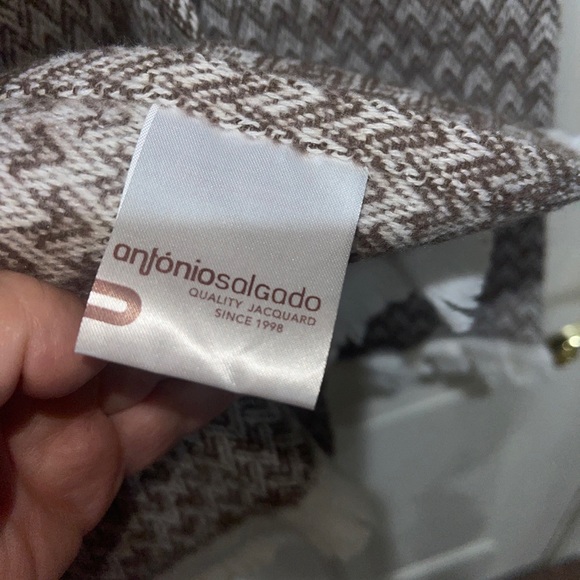 antóniosalgado
QUALITY JACQUARD
SINCE 1998